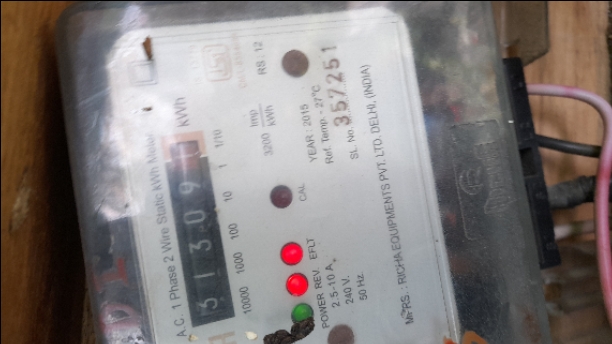 A.C. 1 Phase 2 Wire Static kWh Meter
3 1 3 0 9
kWh
10000 1000 100 10 1 1/10
3200 Imp/kWh
RS 12
POWER REV EFLT
CAL
2.5-10 A
240 V.
50 Hz.
YEAR : 2015
Ref. Temp. - 27°C
SL. No. 357251
RS.: RICHA EQUIPMENTS PVT. LTD. DELHI, (INDIA)